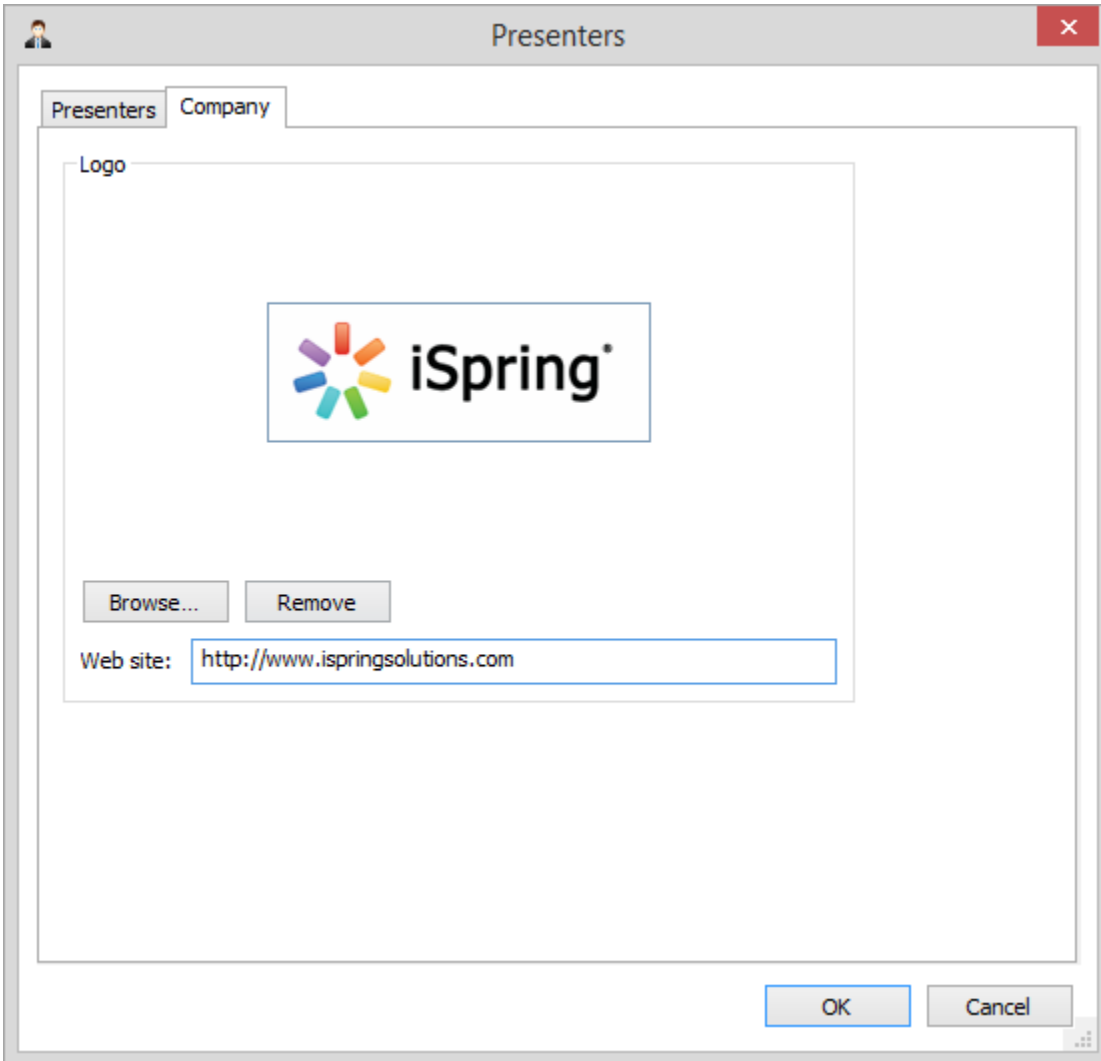 Presenters
Presenters Company
Logo
iSpring®
Browse... Remove
Web site: http://www.ispringsolutions.com
OK Cancel